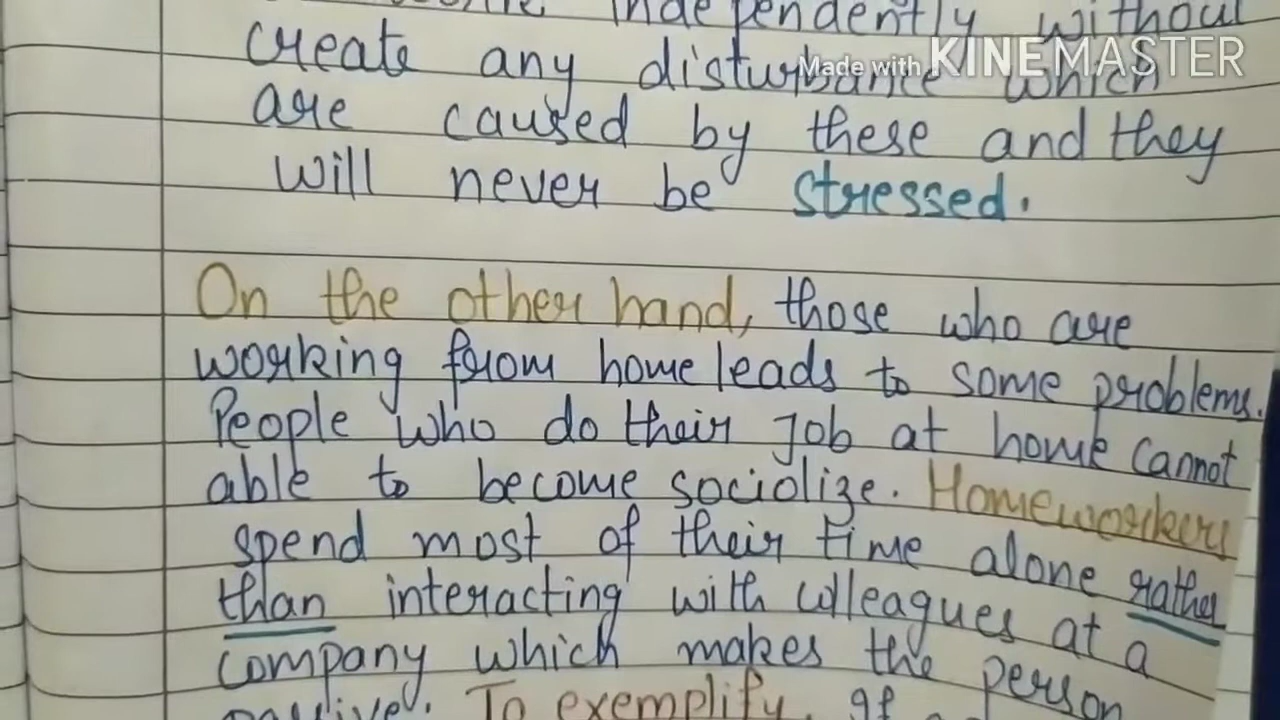 independently without
create any disturbance which
Made with KINEMASTER
are caused by these and they
will never be stressed.
On the other hand, those who are
working from home leads to some problems.
People who do their Job at home cannot
able to become sociolize. Homeworkers
spend most of their time alone rather
than interacting with colleagues at a
company which makes the person
To exemplify, If